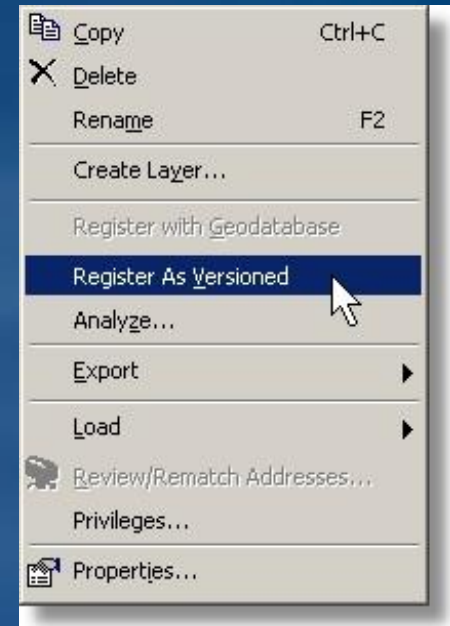 Copy Ctrl+C
Delete
Rename F2
Create Layer...
Register with Geodatabase
Register As Versioned
Analyze...
Export
Load
Review/Rematch Addresses...
Privileges...
Properties...